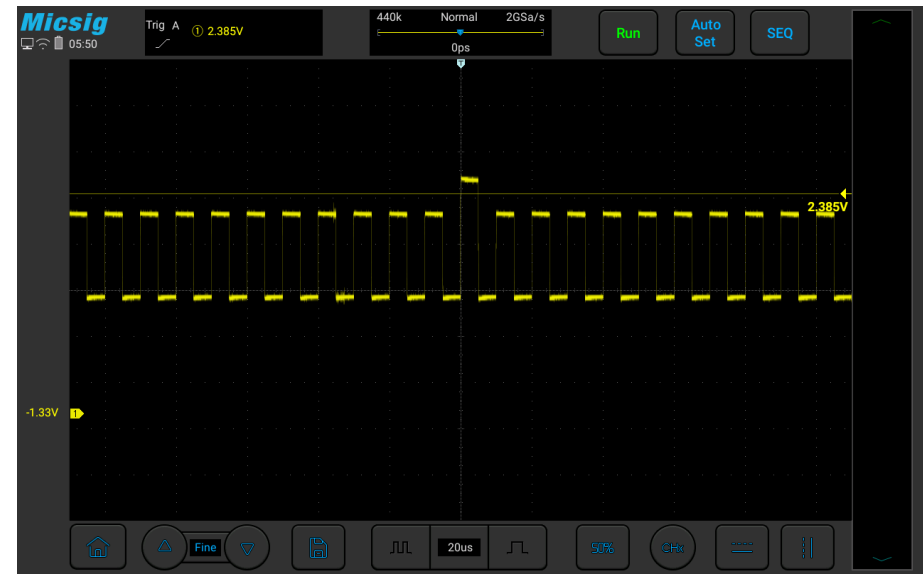 Micsig
05:50
Trig A
① 2.385V
440k Normal 2GSa/s
0ps
Run
Auto
Set
SEQ
T
2.385V
-1.33V
1
Fine
20us
50%
CHx